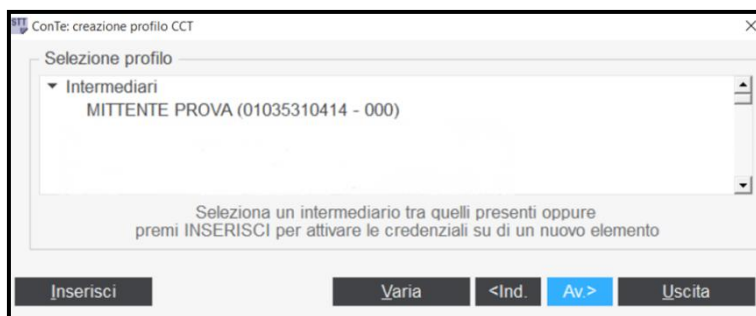 STT
ConTe: creazione profilo CCT
Selezione profilo
Intermediari
MITTENTE PROVA (01035310414 - 000)
Seleziona un intermediario tra quelli presenti oppure
premi INSERISCI per attivare le credenziali su di un nuovo elemento
Inserisci Varia <Ind. Av.> Uscita